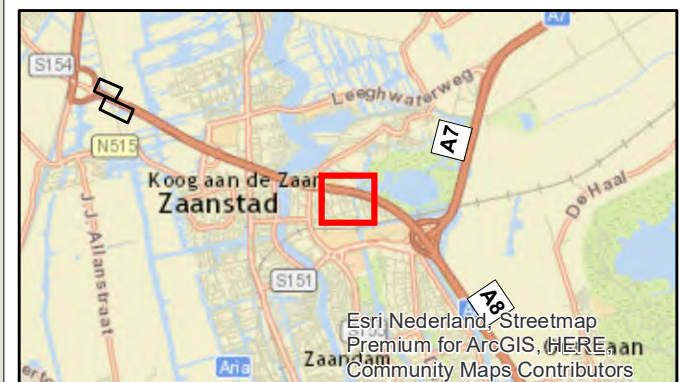 A7
S154
Leeghwaterweg
A7
N515
Koog aan de Zaan
De Haal
Zaanstad
J.J. Allanstraat
S151
A8
Esri Nederland, Streetmap
Premium for ArcGIS, HERE,
Zaandam
Community Maps Contributors